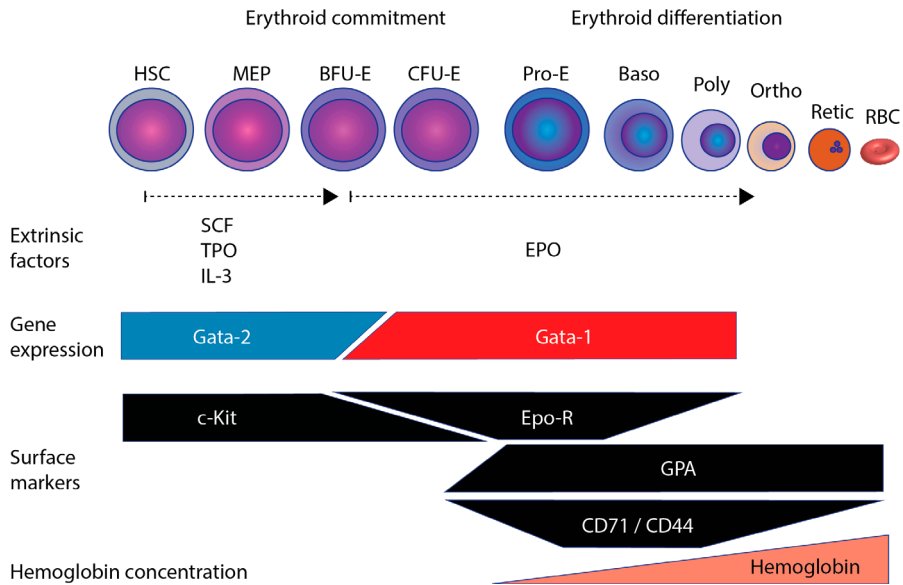 Erythroid commitment
Erythroid differentiation
HSC
MEP
BFU-E
CFU-E
Pro-E
Baso
Poly
Ortho
Retic
RBC
Extrinsic
factors
SCF
TPO
IL-3
EPO
Gene
expression
Gata-2
Gata-1
Surface
markers
c-Kit
Epo-R
GPA
CD71 / CD44
Hemoglobin concentration
Hemoglobin